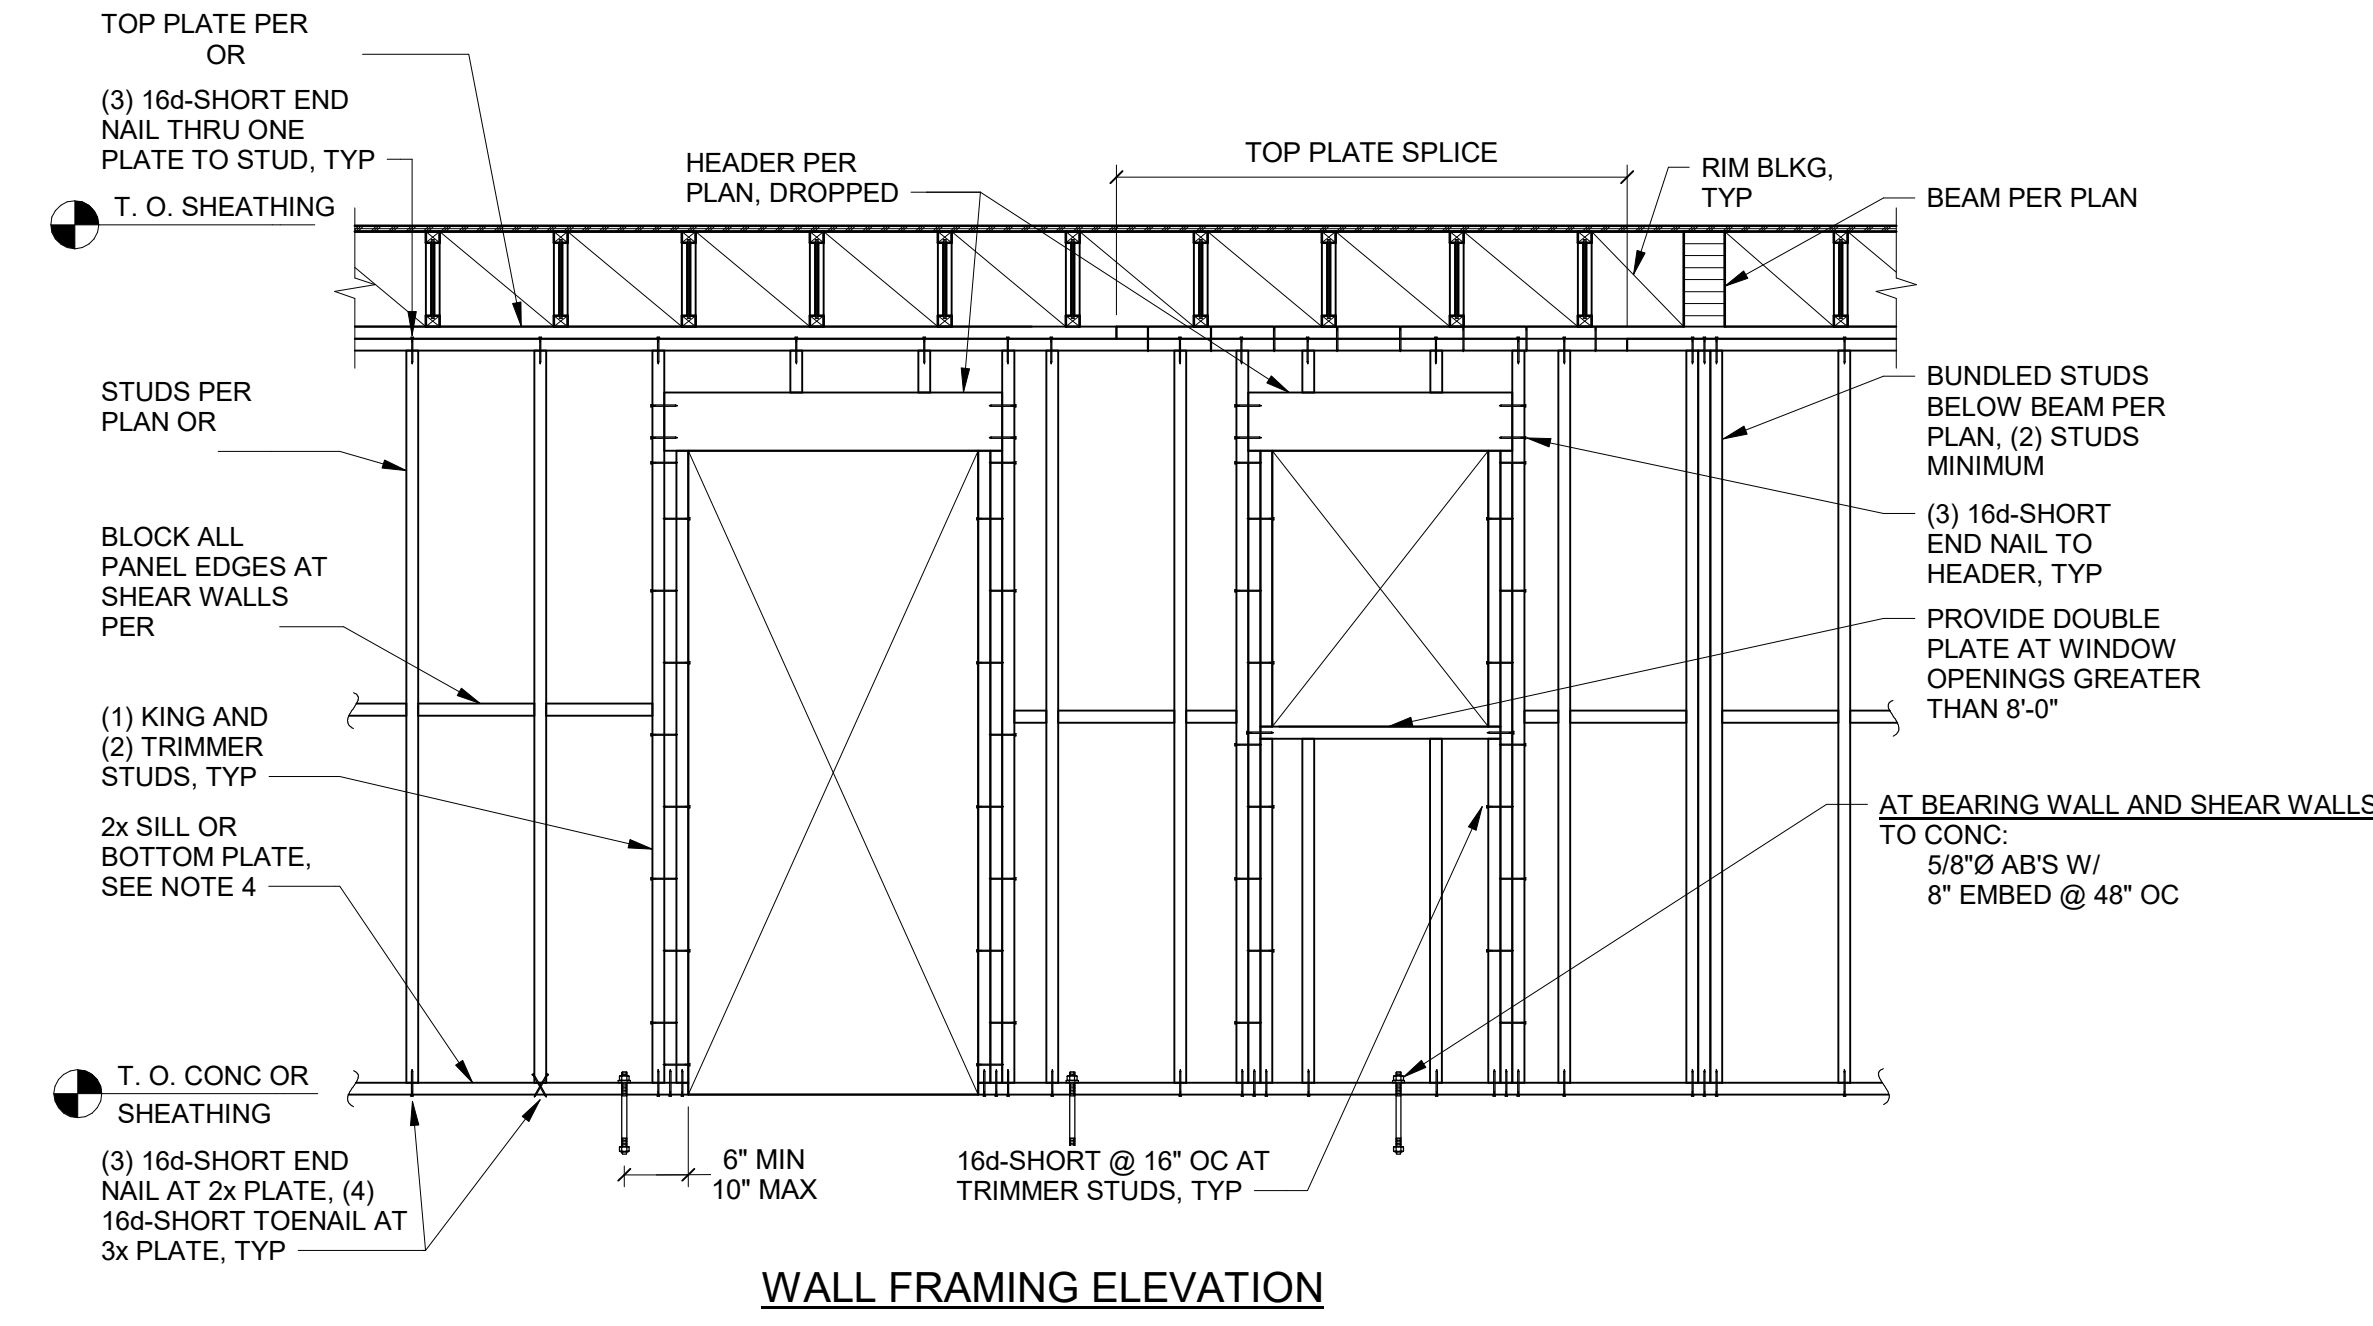 TOP PLATE PER
OR
(3) 16d-SHORT END
NAIL THRU ONE
PLATE TO STUD, TYP
T. O. SHEATHING
HEADER PER
PLAN, DROPPED
TOP PLATE SPLICE
RIM BLKG,
TYP
BEAM PER PLAN
STUDS PER
PLAN OR
BLOCK ALL
PANEL EDGES AT
SHEAR WALLS
PER
(1) KING AND
(2) TRIMMER
STUDS, TYP
2x SILL OR
BOTTOM PLATE,
SEE NOTE 4
T. O. CONC OR
SHEATHING
(3) 16d-SHORT END
NAIL AT 2x PLATE, (4)
16d-SHORT TOENAIL AT
3x PLATE, TYP
6" MIN
10" MAX
16d-SHORT @ 16" OC AT
TRIMMER STUDS, TYP
BUNDLED STUDS
BELOW BEAM PER
PLAN, (2) STUDS
MINIMUM
(3) 16d-SHORT
END NAIL TO
HEADER, TYP
PROVIDE DOUBLE
PLATE AT WINDOW
OPENINGS GREATER
THAN 8'-0"
AT BEARING WALL AND SHEAR WALLS
TO CONC:
5/8"Ø AB'S W/
8" EMBED @ 48" OC
WALL FRAMING ELEVATION